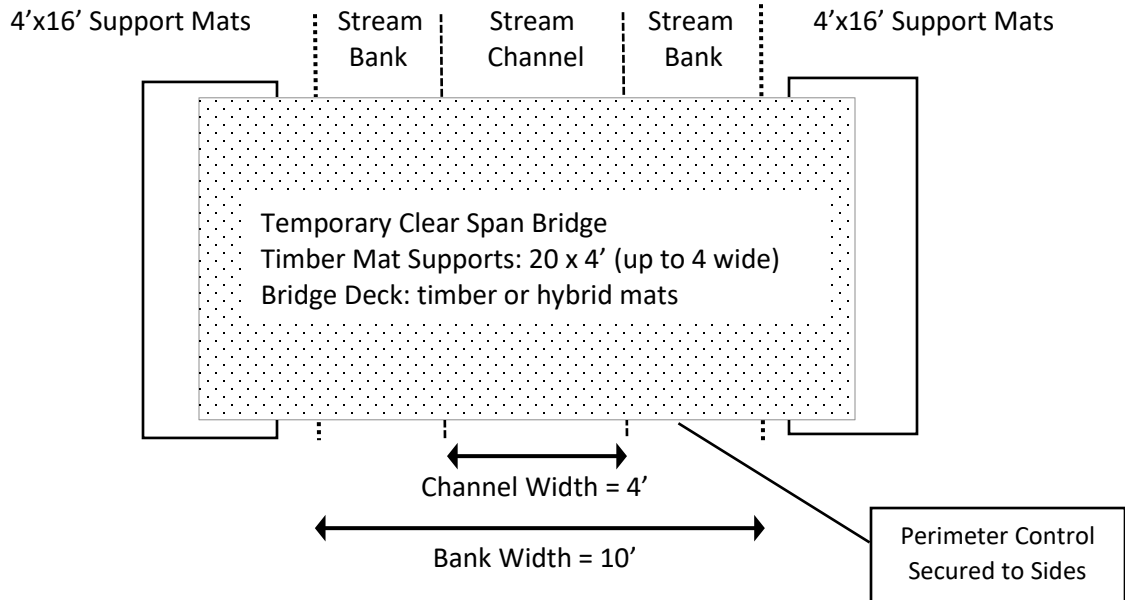 4’x16’ Support Mats
Stream
Bank
Stream
Channel
Stream
Bank
4’x16’ Support Mats
Temporary Clear Span Bridge
Timber Mat Supports: 20 x 4’ (up to 4 wide)
Bridge Deck: timber or hybrid mats
Channel Width = 4’
Bank Width = 10’
Perimeter Control
Secured to Sides